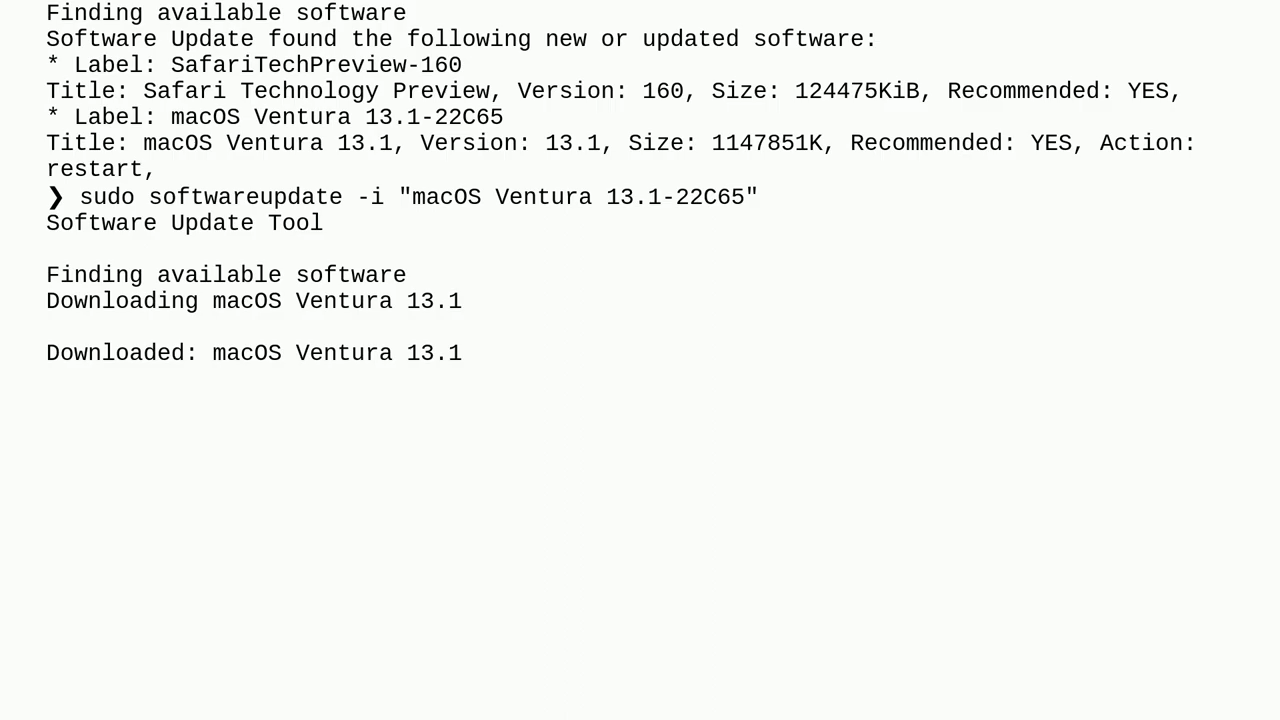 Finding available software
Software Update found the following new or updated software:
* Label: SafariTechPreview-160
Title: Safari Technology Preview, Version: 160, Size: 124475KiB, Recommended: YES,
* Label: macOS Ventura 13.1-22C65
Title: macOS Ventura 13.1, Version: 13.1, Size: 1147851K, Recommended: YES, Action:
restart,
❯ sudo softwareupdate -i "macOS Ventura 13.1-22C65"
Software Update Tool
Finding available software
Downloading macOS Ventura 13.1
Downloaded: macOS Ventura 13.1